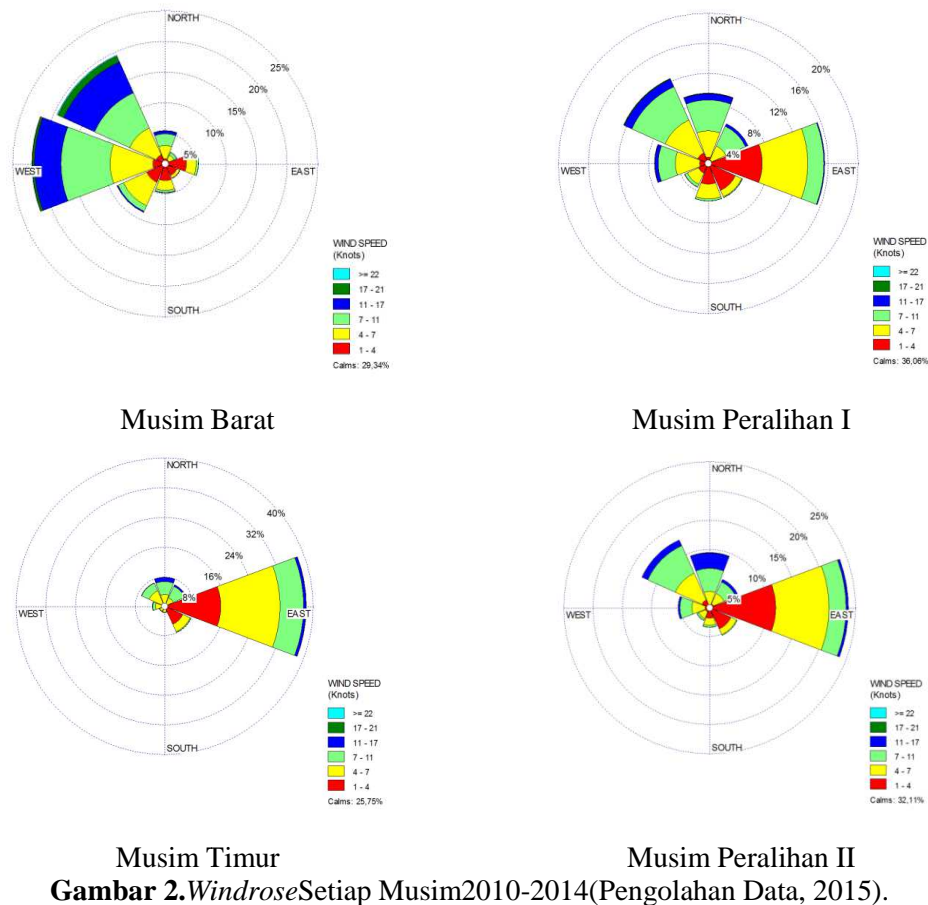 NORTH
25%
20%
15%
10%
5%
WEST
EAST
SOUTH
WIND SPEED
(Knots)
>= 22
17 - 21
11 - 17
7 - 11
4 - 7
1 - 4
Calms: 29,34%
NORTH
20%
16%
12%
8%
4%
WEST
EAST
SOUTH
WIND SPEED
(Knots)
>= 22
17 - 21
11 - 17
7 - 11
4 - 7
1 - 4
Calms: 36,06%
Musim Barat
Musim Peralihan I
NORTH
40%
32%
24%
16%
8%
WEST
EAST
SOUTH
WIND SPEED
(Knots)
>= 22
17 - 21
11 - 17
7 - 11
4 - 7
1 - 4
Calms: 25,75%
NORTH
25%
20%
15%
10%
5%
WEST
EAST
SOUTH
WIND SPEED
(Knots)
>= 22
17 - 21
11 - 17
7 - 11
4 - 7
1 - 4
Calms: 32,11%
Musim Timur
Musim Peralihan II
Gambar 2.WindroseSetiap Musim2010-2014(Pengolahan Data, 2015).